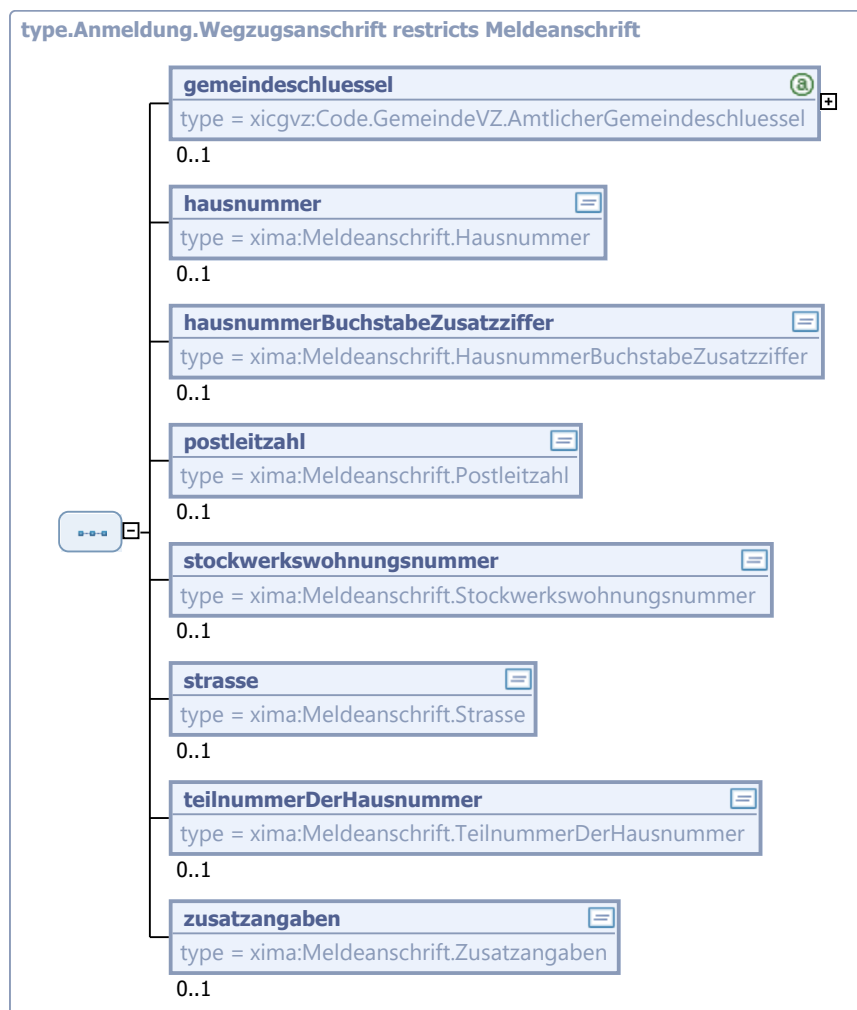 type.Anmeldung.Wegzugsanschrift restricts Meldeanschrift
gemeindeschluessel
type = xicgvz:Code.GemeindeVZ.AmtlicherGemeindeschluessel
0..1
hausnummer
type = xima:Meldeanschrift.Hausnummer
0..1
hausnummerBuchstabeZusatzziffer
type = xima:Meldeanschrift.HausnummerBuchstabeZusatzziffer
0..1
postleitzahl
type = xima:Meldeanschrift.Postleitzahl
0..1
stockwerkswohnungsnummer
type = xima:Meldeanschrift.Stockwerkswohnungsnummer
0..1
strasse
type = xima:Meldeanschrift.Strasse
0..1
teilnummerDerHausnummer
type = xima:Meldeanschrift.TeilnummerDerHausnummer
0..1
zusatzangaben
type = xima:Meldeanschrift.Zusatzangaben
0..1